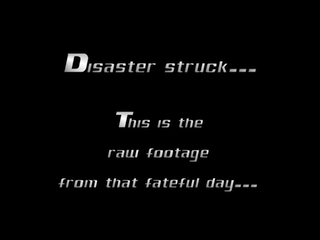 Disaster struck...
This is the
raw footage
from that fateful day...